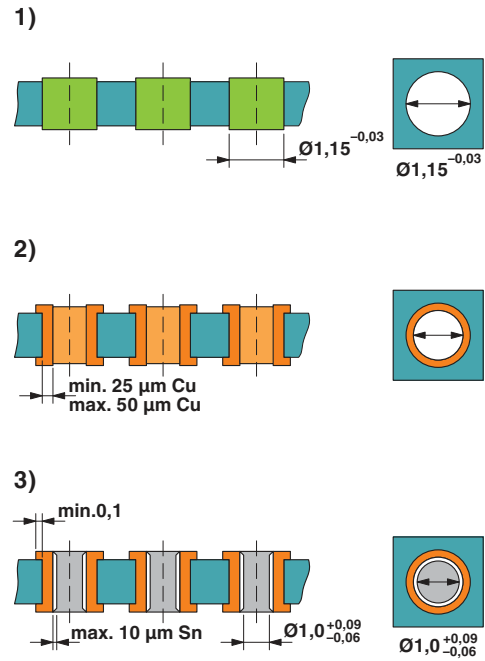 1)
Ø1,15 −0,03
Ø1,15 −0,03
2)
min. 25 µm Cu
max. 50 µm Cu
3)
min.0,1
max. 10 µm Sn
Ø1,0 +0,09 −0,06
Ø1,0 +0,09 −0,06